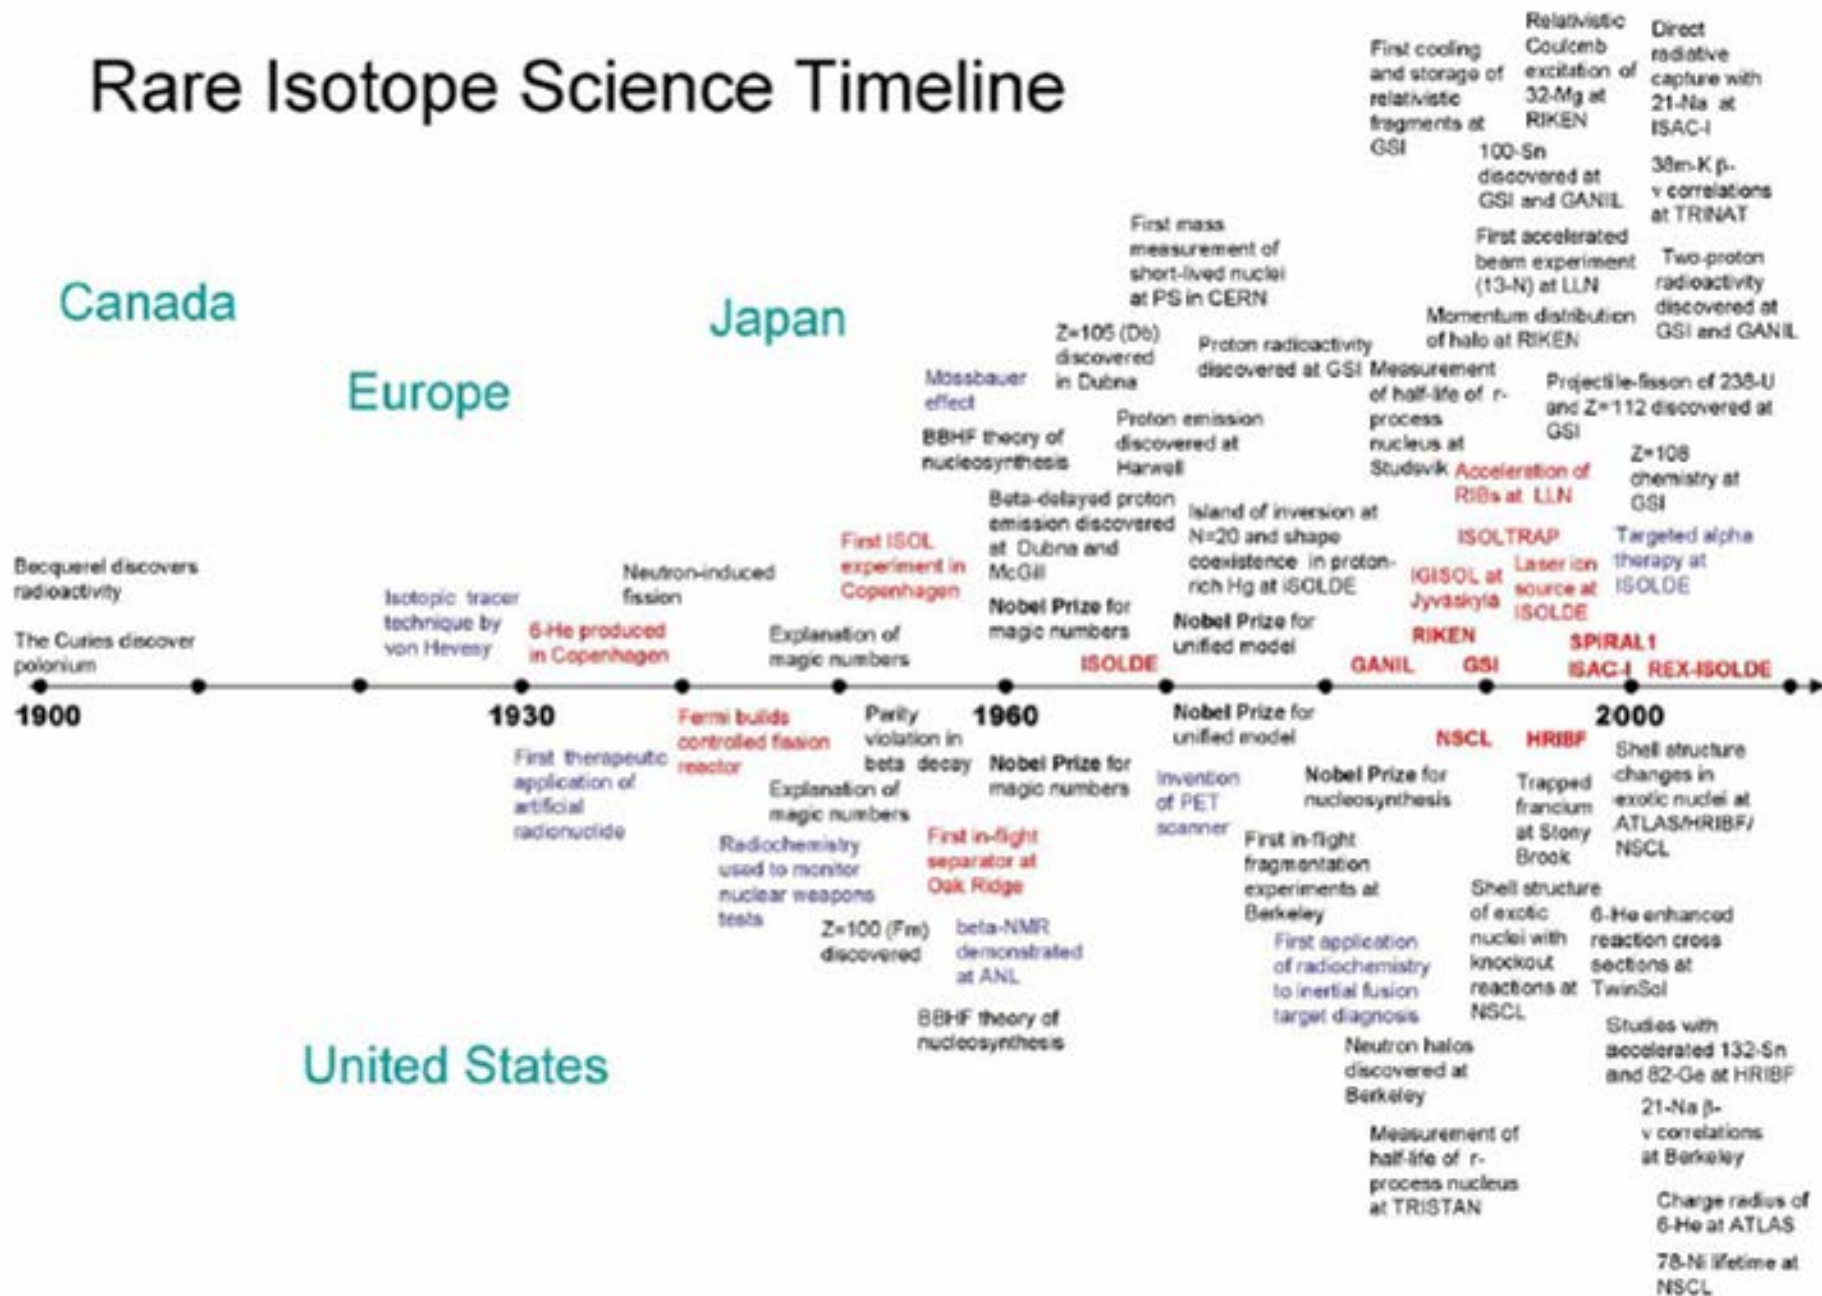 Rare Isotope Science Timeline
Canada
Europe
Japan
United States
First cooling
and storage of
relativistic
fragments at
GSI
Relativistic
Coulomb
excitation of
32-Mg at
RIKEN
Direct
radiative
capture with
21-Na at
ISAC-I
100-Sn
discovered at
GSI and GANIL
38m-K β-
ν correlations
at TRINAT
First mass
measurement of
short-lived nuclei
at PS in CERN
First accelerated
beam experiment
(13-N) at LLN
Two-proton
radioactivity
discovered at
GSI and GANIL
Momentum distribution
of halo at RIKEN
Z=105 (Db)
discovered
in Dubna
Proton radioactivity
discovered at GSI
Measurement
of half-life of r-
process
nucleus at
Studsvik
Projectile-fisson of 238-U
and Z=112 discovered at
GSI
Mössbauer
effect
BBHF theory of
nucleosynthesis
Proton emission
discovered at
Harwell
Acceleration of
RIBs at LLN
Z=108
chemistry at
GSI
Beta-delayed proton
emission discovered
at Dubna and
McGill
Island of inversion at
N=20 and shape
coexistence in proton-
rich Hg at iSOLDE
ISOLTRAP
Targeted alpha
therapy at
ISOLDE
First ISOL
experiment in
Copenhagen
IGISOL at
Jyvaskyla
Laser ion
source at
ISOLDE
Becquerel discovers
radioactivity
The Curies discover
polonium
Isotopic tracer
technique by
von Hevesy
6-He produced
in Copenhagen
Neutron-induced
fission
Explanation of
magic numbers
Nobel Prize for
magic numbers
ISOLDE
Nobel Prize for
unified model
RIKEN
GANIL
GSI
SPIRAL1
ISAC-I
REX-ISOLDE
1900
1930
1960
2000
First therapeutic
application of
artificial
radionuclide
Fermi builds
controlled fission
reactor
Parity
violation in
beta decay
Explanation of
magic numbers
Nobel Prize for
magic numbers
Nobel Prize for
unified model
Invention
of PET
scanner
Nobel Prize for
nucleosynthesis
NSCL
HRIBF
Trapped
francium
at Stony
Brook
Shell structure
changes in
exotic nuclei at
ATLAS/HRIBF/
NSCL
Radiochemistry
used to monitor
nuclear weapons
tests
First in-flight
separator at
Oak Ridge
First in-flight
fragmentation
experiments at
Berkeley
Z=100 (Fm)
discovered
beta-NMR
demonstrated
at ANL
First application
of radiochemistry
to inertial fusion
target diagnosis
Shell structure
of exotic
nuclei with
knockout
reactions at
NSCL
6-He enhanced
reaction cross
sections at
TwinSol
BBHF theory of
nucleosynthesis
Neutron halos
discovered at
Berkeley
Studies with
accelerated 132-Sn
and 82-Ge at HRIBF
Measurement of
half-life of r-
process nucleus
at TRISTAN
21-Na β-
ν correlations
at Berkeley
Charge radius of
6-He at ATLAS
78-Ni lifetime at
NSCL